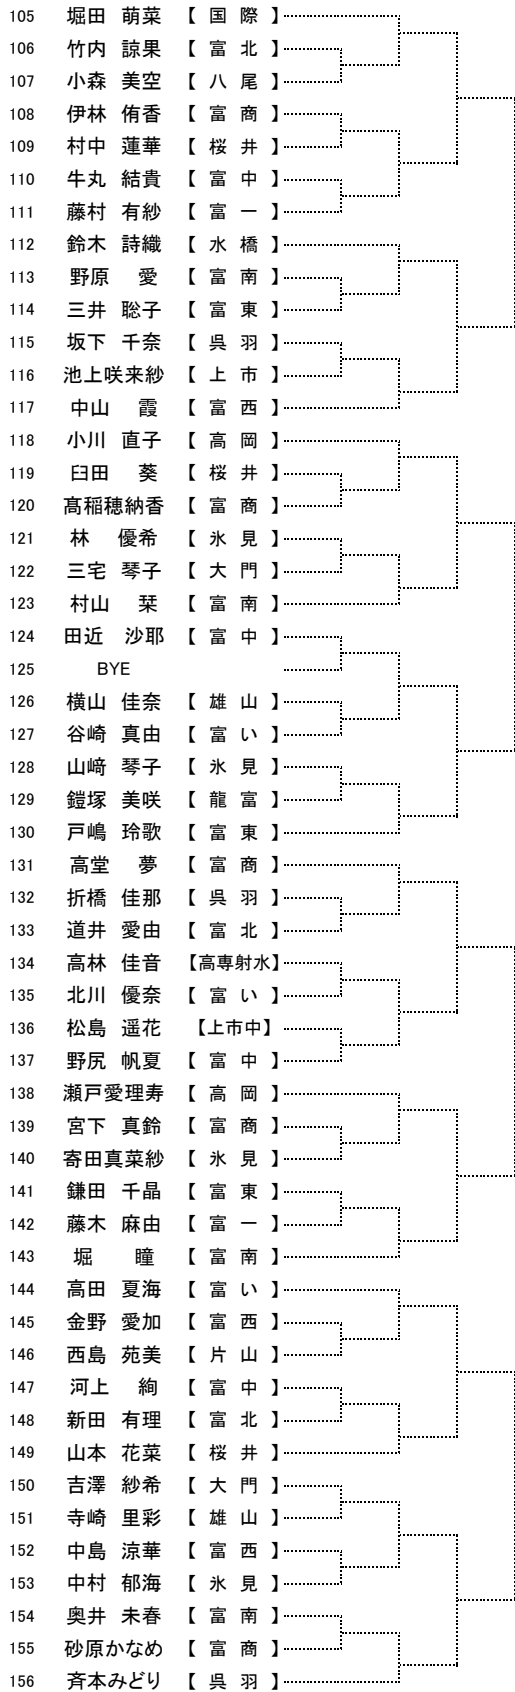 105 堀田 萌菜 【 国 際 】
106 竹内 諒果 【 富 北 】
107 小森 美空 【 八 尾 】
108 伊林 侑香 【 富 商 】
109 村中 蓮華 【 桜 井 】
110 牛丸 結貴 【 富 中 】
111 藤村 有紗 【 富 一 】
112 鈴木 詩織 【 水 橋 】
113 野原 愛 【 富 南 】
114 三井 聡子 【 富 東 】
115 坂下 千奈 【 呉 羽 】
116 池上咲来紗 【 上 市 】
117 中山 霞 【 富 西 】
118 小川 直子 【 高 岡 】
119 臼田 葵 【 桜 井 】
120 髙稲穂納香 【 富 商 】
121 林 優希 【 氷 見 】
122 三宅 琴子 【 大 門 】
123 村山 栞 【 富 南 】
124 田近 沙耶 【 富 中 】
125 BYE
126 横山 佳奈 【 雄 山 】
127 谷崎 真由 【 富 い 】
128 山﨑 琴子 【 氷 見 】
129 鎧塚 美咲 【 龍 富 】
130 戸嶋 玲歌 【 富 東 】
131 高堂 夢 【 富 商 】
132 折橋 佳那 【 呉 羽 】
133 道井 愛由 【 富 北 】
134 高林 佳音 【高専射水】
135 北川 優奈 【 富 い 】
136 松島 遥花 【上市中】
137 野尻 帆夏 【 富 中 】
138 瀬戸愛理寿 【 高 岡 】
139 宮下 真鈴 【 富 商 】
140 寄田真菜紗 【 氷 見 】
141 鎌田 千晶 【 富 東 】
142 藤木 麻由 【 富 一 】
143 堀 瞳 【 富 南 】
144 高田 夏海 【 富 い 】
145 金野 愛加 【 富 西 】
146 西島 苑美 【 片 山 】
147 河上 絢 【 富 中 】
148 新田 有理 【 富 北 】
149 山本 花菜 【 桜 井 】
150 吉澤 紗希 【 大 門 】
151 寺崎 里彩 【 雄 山 】
152 中島 涼華 【 富 西 】
153 中村 郁海 【 氷 見 】
154 奥井 未春 【 富 南 】
155 砂原かなめ 【 富 商 】
156 斉本みどり 【 呉 羽 】